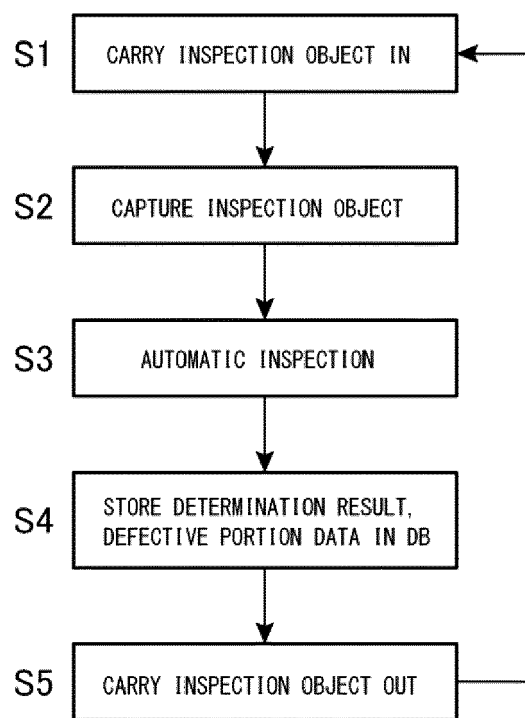 S1 CARRY INSPECTION OBJECT IN
S2 CAPTURE INSPECTION OBJECT
S3 AUTOMATIC INSPECTION
S4 STORE DETERMINATION RESULT,
DEFECTIVE PORTION DATA IN DB
S5 CARRY INSPECTION OBJECT OUT